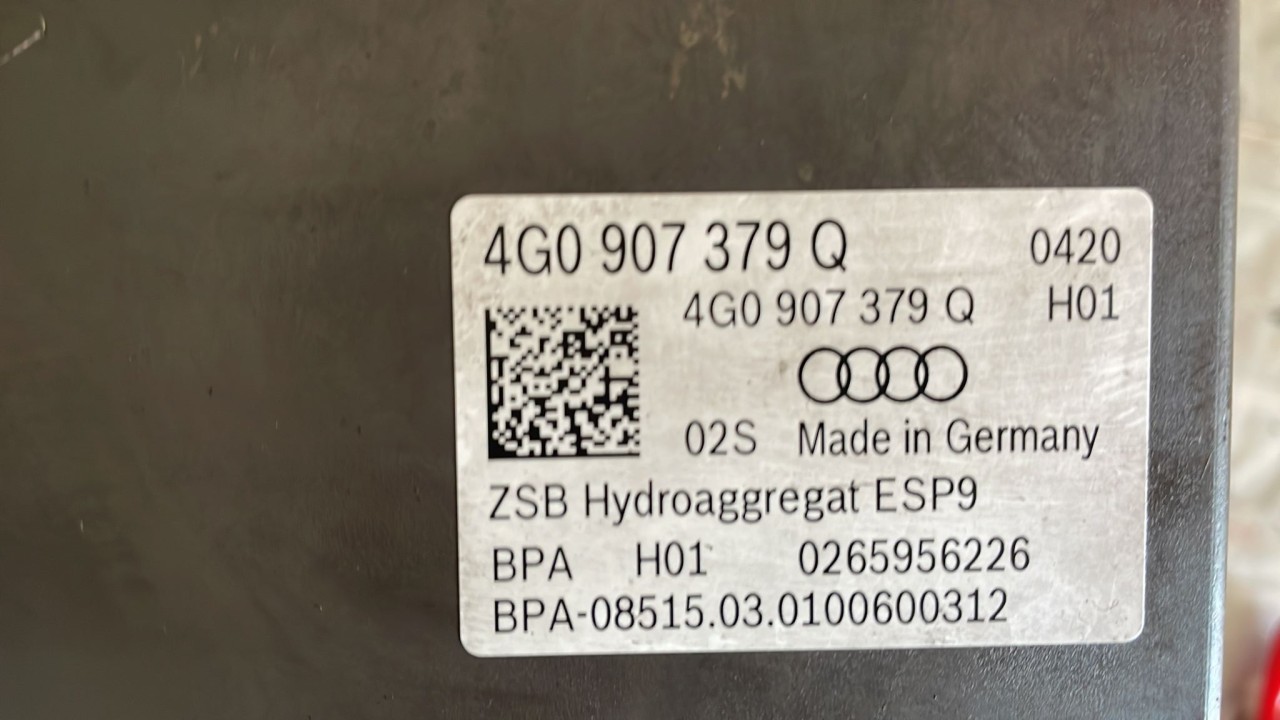 4G0 907 379 Q 0420
4G0 907 379 Q H01
02S Made in Germany
ZSB Hydroaggregat ESP9
BPA H01 0265956226
BPA-08515.03.0100600312